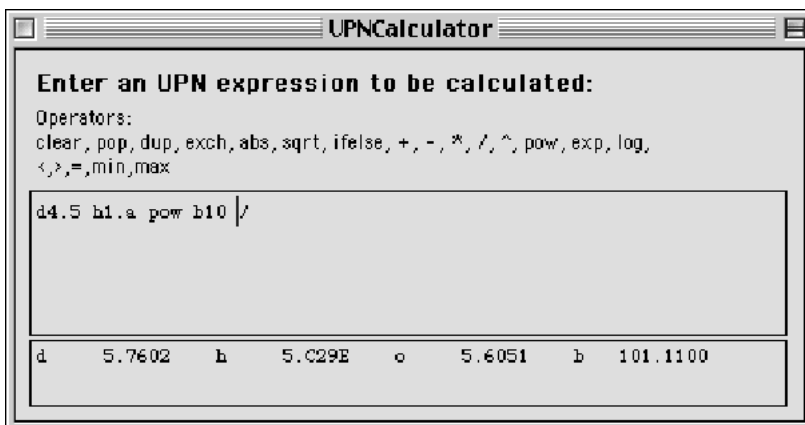 UPNCalculator
Enter an UPN expression to be calculated:
Operators:
clear, pop, dup, exch, abs, sqrt, ifelse, +, -, *, /, ^, pow, exp, log,
<,>,=,min,max
d4.5 h1.a pow b10 /
d 5.7602 h 5.C29E o 5.6051 b 101.1100